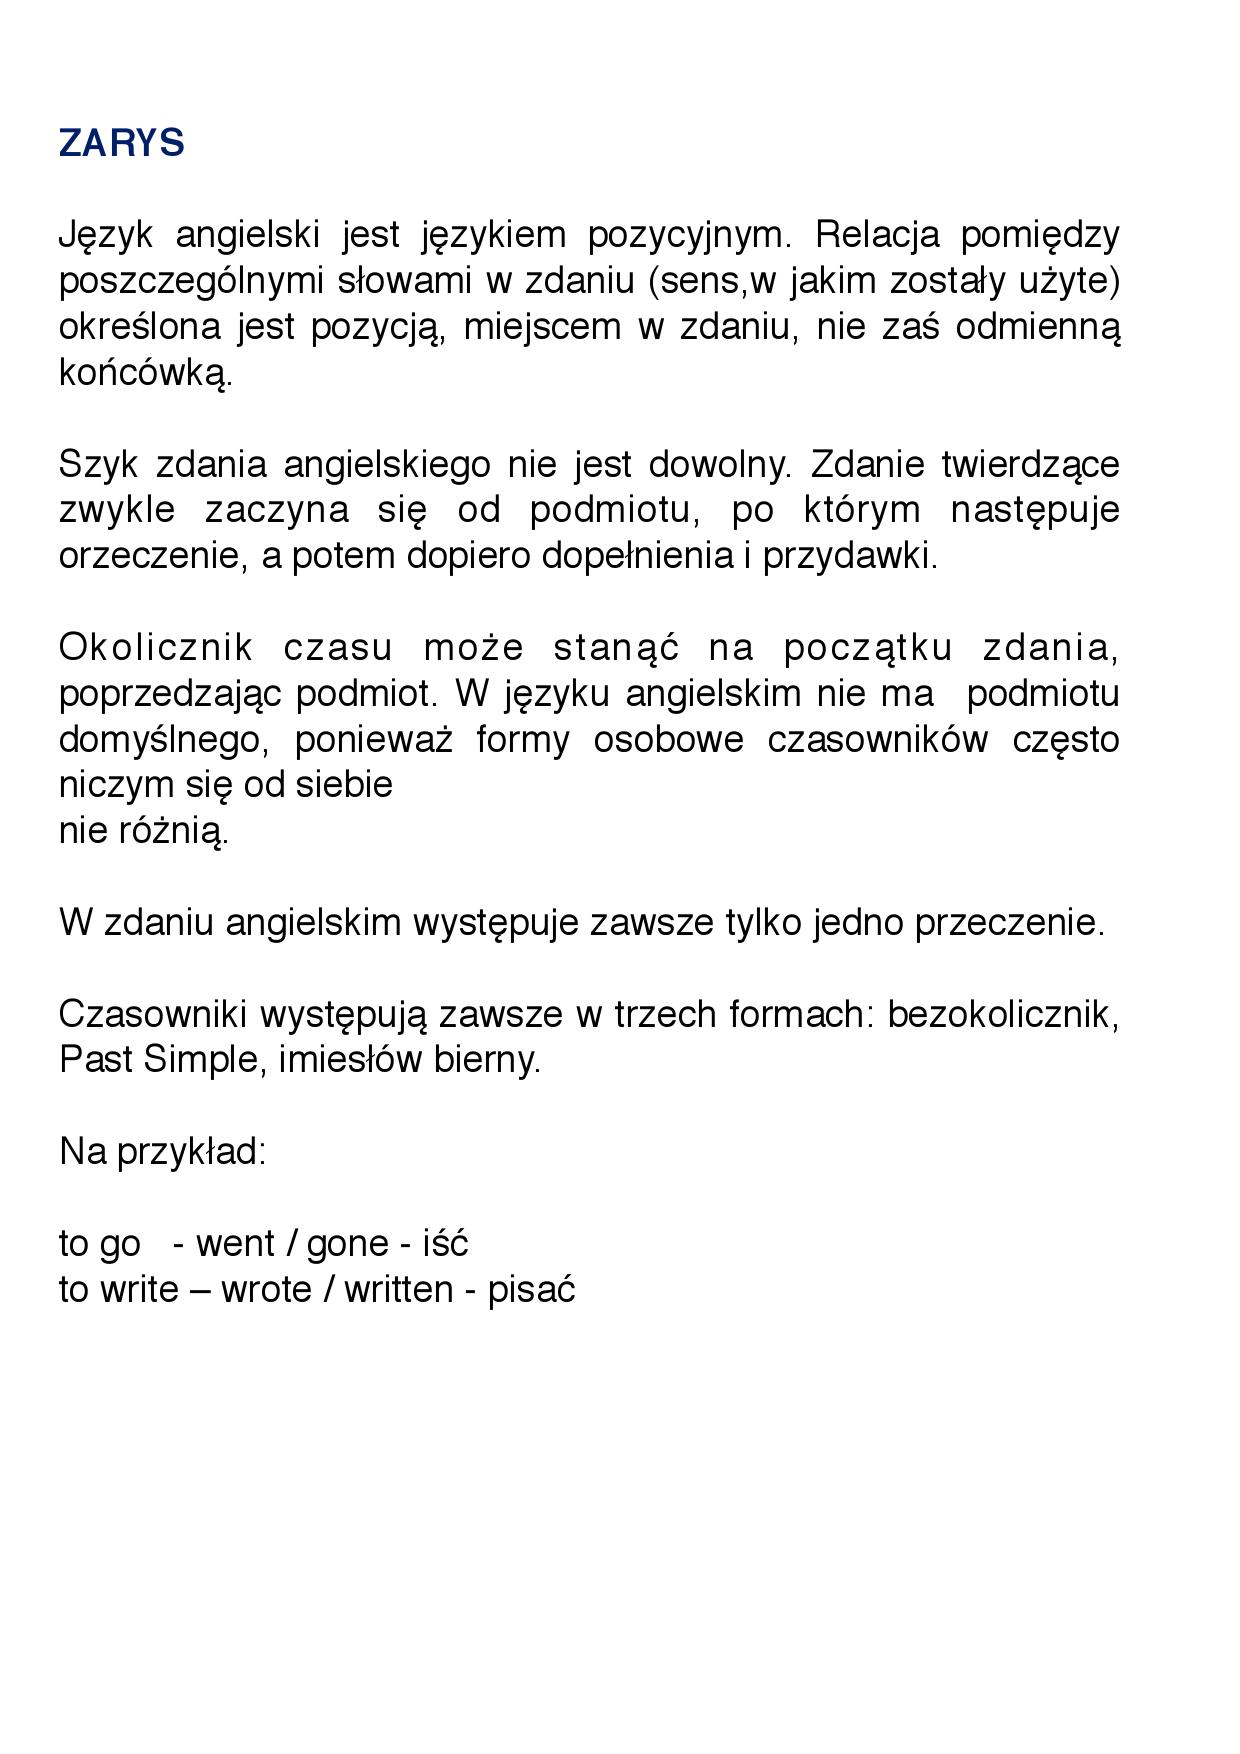 ZARYS
Język angielski jest językiem pozycyjnym. Relacja pomiędzy
poszczególnymi słowami w zdaniu (sens,w jakim zostały użyte)
określona jest pozycją, miejscem w zdaniu, nie zaś odmienną
końcówką.
Szyk zdania angielskiego nie jest dowolny. Zdanie twierdzące
zwykle zaczyna się od podmiotu, po którym następuje
orzeczenie, a potem dopiero dopełnienia i przydawki.
Okolicznik czasu może stanąć na początku zdania,
poprzedzając podmiot. W języku angielskim nie ma podmiotu
domyślnego, ponieważ formy osobowe czasowników często
niczym się od siebie
nie różnią.
W zdaniu angielskim występuje zawsze tylko jedno przeczenie.
Czasowniki występują zawsze w trzech formach: bezokolicznik,
Past Simple, imiesłów bierny.
Na przykład:
to go - went / gone - iść
to write – wrote / written - pisać